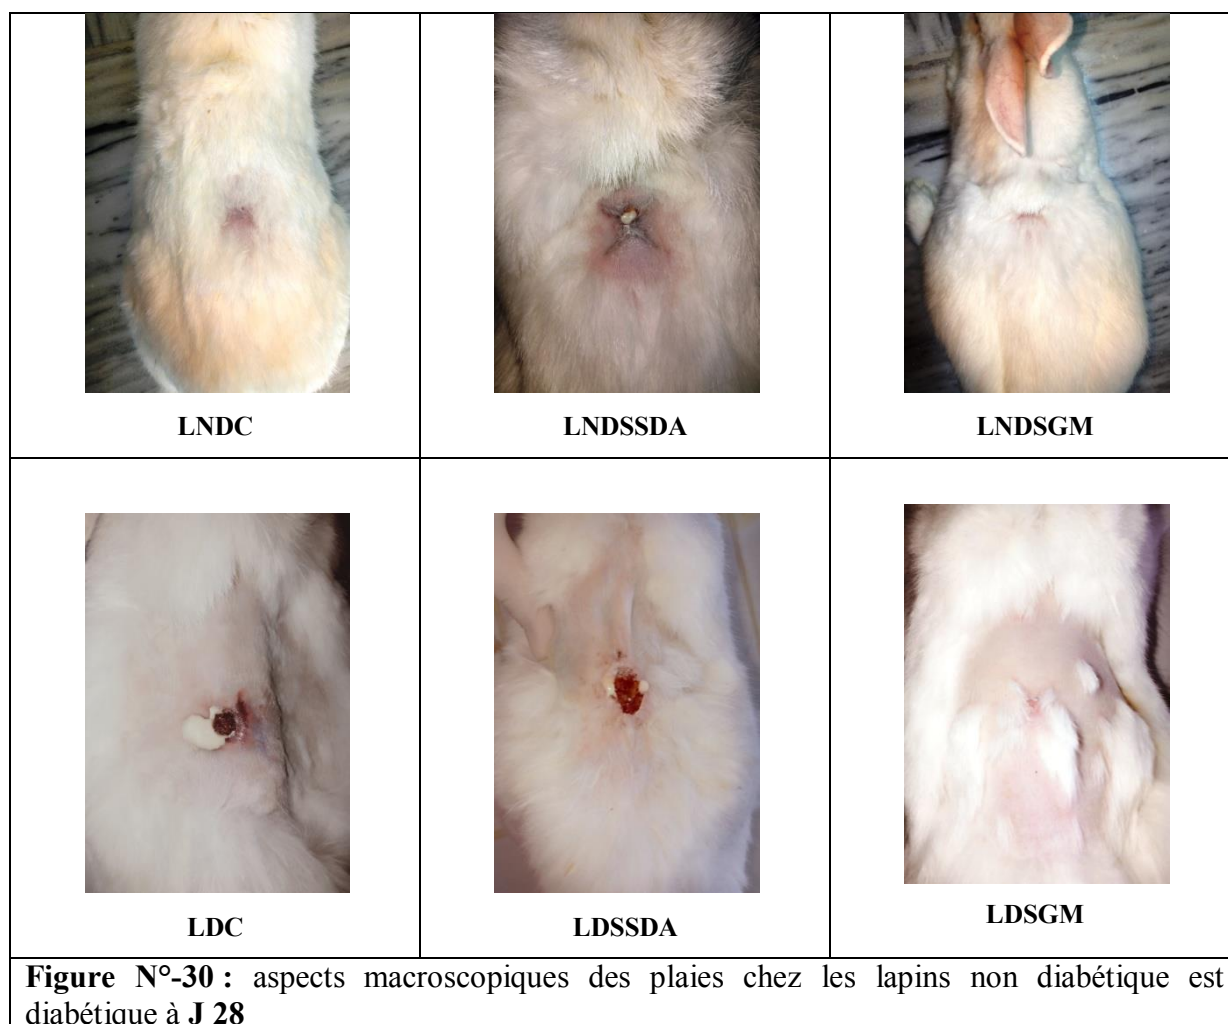 LNDC
LNDSSDA
LNDSGM
LDC
LDSSDA
LDSGM
Figure N°-30 : aspects macroscopiques des plaies chez les lapins non diabétique est
diabétique à J 28